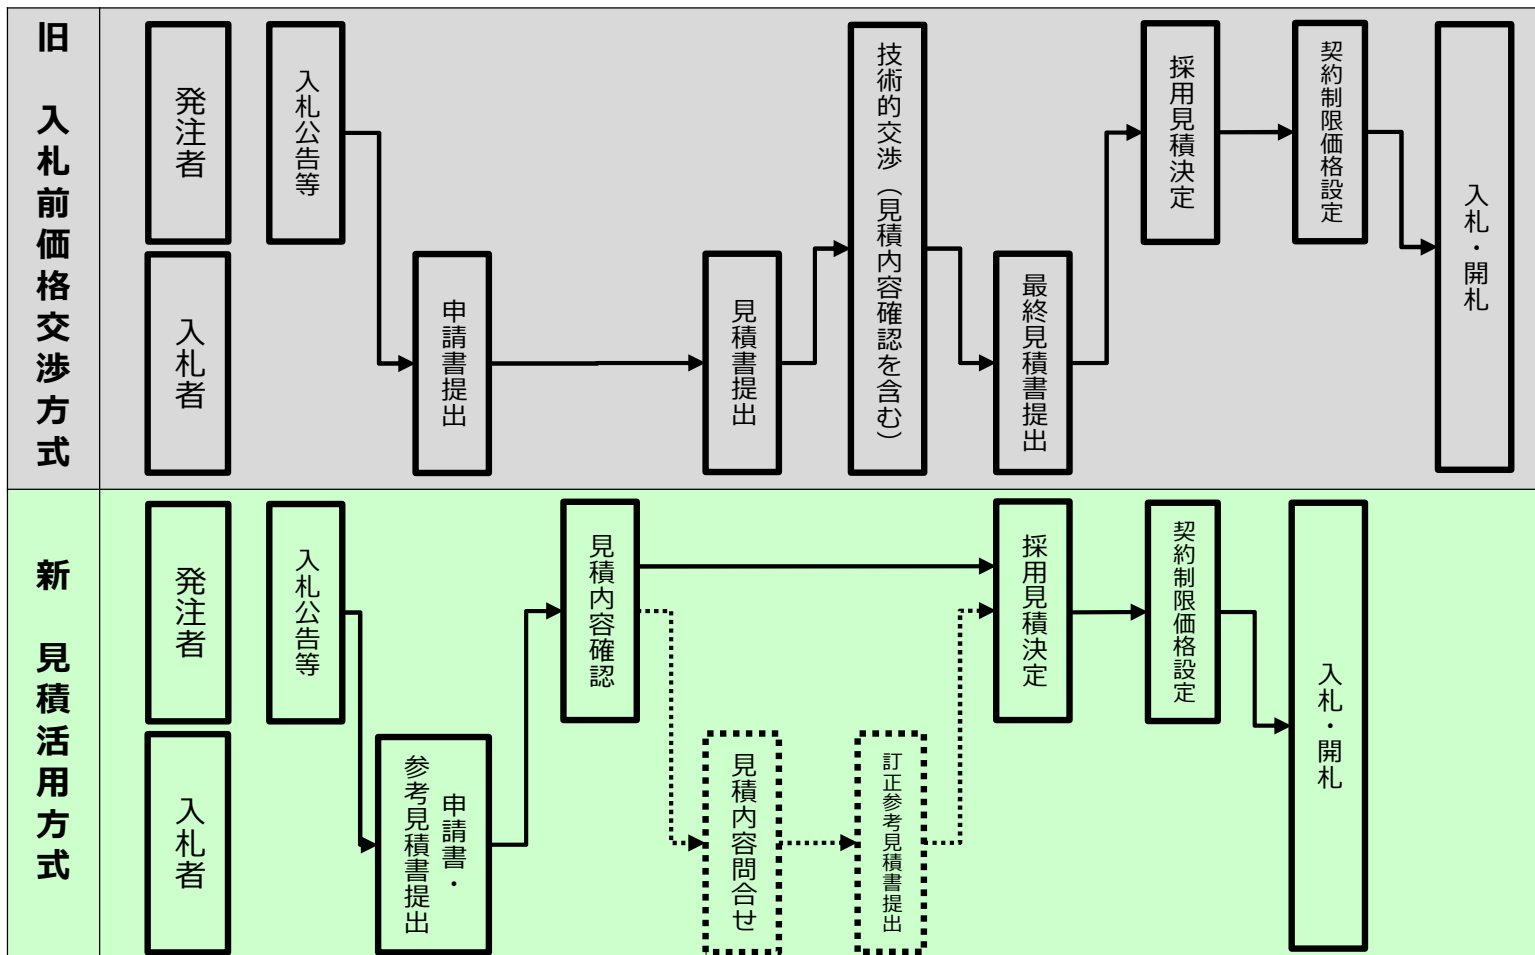 旧 入札前価格交渉方式
発注者
入札者
入札公告等
申請書提出
見積書提出
技術的交渉（見積内容確認を含む）
最終見積書提出
採用見積決定
契約制限価格設定
入札・開札
新 見積活用方式
発注者
入札者
入札公告等
申請書・
参考見積書提出
見積内容確認
見積内容問合せ
訂正参考見積書提出
採用見積決定
契約制限価格設定
入札・開札